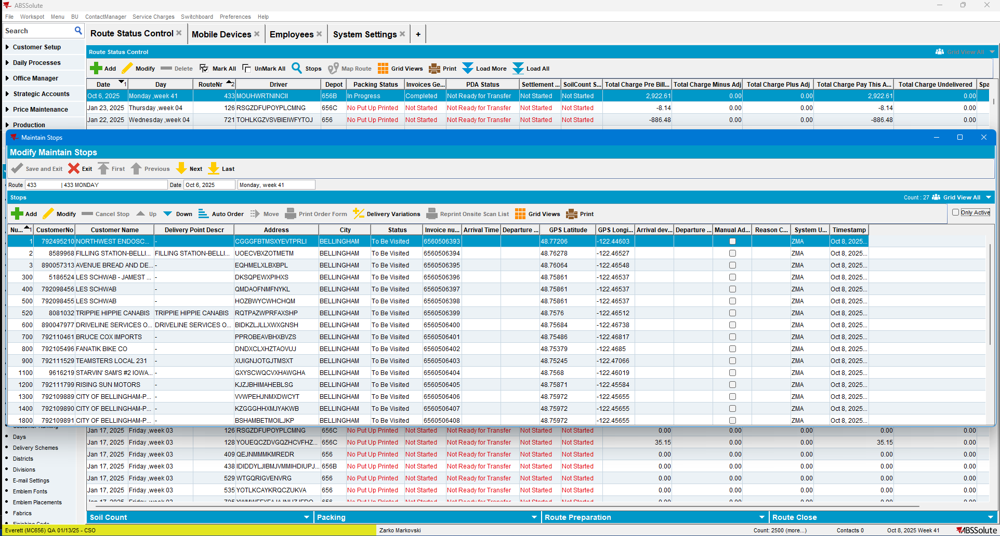 ABSSolute
File Workspot Menu BU ContactManager Service Charges Switchboard Preferences Help
Search
Route Status Control Mobile Devices Employees System Settings +
Customer Setup
Daily Processes
Office Manager
Strategic Accounts
Price Maintenance
Production
Route Status Control Grid View All
Add Modify Delete Mark All UnMark All Stops Map Route Grid Views Print Load More Load All
Date 1 Day RouteNr 2 Driver Depot Packing Status Invoices Ge... PDA Status Settlement ... SoilCount S... Total Charge Pre Bill... Total Charge Minus Adj Total Charge Plus Adj Total Charge Pay This A... Total Charge Undelivered Spa
Oct 6, 2025 Monday ,week 41 433 MOUHWRTNINCII 656B In Progress Completed Not Ready for Transfer Not Started Not Started 2,922.61 0.00 0.00 2,922.61 0.00
Jan 23, 2025 Thursday ,week 04 126 RSGZDFUPOYPLCMNG 656C No Put Up Printed Not Started Not Ready for Transfer Not Started Not Started -8.14 0.00 0.00 -8.14 0.00
Jan 22, 2025 Wednesday ,week 04 721 TOHLKGZVSVBIEIWFYTOJ 656 No Put Up Printed Not Started Not Ready for Transfer Not Started Not Started -886.48 0.00 0.00 -886.48 0.00
Maintain Stops
Modify Maintain Stops
Save and Exit Exit First Previous Next Last
Route 433 | 433 MONDAY Date Oct 6, 2025 Monday, week 41
Stops Count : 27 Grid View All
Add Modify Cancel Stop Up Down Auto Order Move Print Order Form Delivery Variations Reprint Onsite Scan List Grid Views Print Only Active
Nu... 1 CustomerNo Customer Name Delivery Point Descr Address City Status Invoice nu... Arrival Time Departure ... GPS Latitude GPS Longi... Arrival dev... Departure ... Manual Ad... Reason C... System U... Timestamp
1 792495210 NORTHWEST ENDOSC... - CGGGFBTMSXYEVTPRLI BELLINGHAM To Be Visited 6560506393 48.77206 -122.44603 ZMA Oct 8, 2025...
2 8589968 FILLING STATION-BELLI... FILLING STATION-BELLI... UOECVBXZOTMETM BELLINGHAM To Be Visited 6560506394 48.76278 -122.46527 ZMA Oct 8, 2025...
3 890057313 AVENUE BREAD AND DE... - EQHMELXLBXBPL BELLINGHAM To Be Visited 6560506395 48.76064 -122.46548 ZMA Oct 8, 2025...
300 5186524 LES SCHWAB - JAMEST ... - DKSQPEWXPIHXS BELLINGHAM To Be Visited 6560506396 48.75861 -122.46537 ZMA Oct 8, 2025...
400 792098456 LES SCHWAB - QMDAOFNMFNYKL BELLINGHAM To Be Visited 6560506397 48.75861 -122.46537 ZMA Oct 8, 2025...
500 792098455 LES SCHWAB - HOZBWYCWHCHQM BELLINGHAM To Be Visited 6560506398 48.75861 -122.46537 ZMA Oct 8, 2025...
520 8081032 TRIPPIE HIPPIE CANABIS TRIPPIE HIPPIE CANABIS RQTPAZWPRFAXSHP BELLINGHAM To Be Visited 6560506399 48.7576 -122.46512 ZMA Oct 8, 2025...
600 890047977 DRIVELINE SERVICES O... DRIVELINE SERVICES O... BIDKZLJLLXWXGNSH BELLINGHAM To Be Visited 6560506400 48.75684 -122.46738 ZMA Oct 8, 2025...
700 792110461 BRUCE COX IMPORTS - PPROBEAVBHXBVZS BELLINGHAM To Be Visited 6560506401 48.75486 -122.46817 ZMA Oct 8, 2025...
800 792105496 FANATIK BIKE CO - DNDXCLXHZTAOVUJ BELLINGHAM To Be Visited 6560506402 48.75379 -122.4685 ZMA Oct 8, 2025...
900 792111529 TEAMSTERS LOCAL 231 - XUIGNJOTGJTMSXT BELLINGHAM To Be Visited 6560506403 48.75245 -122.47066 ZMA Oct 8, 2025...
1100 9616219 STARVIN' SAM'S #2 IOWA... - GXYSCWQCVXHAWGHA BELLINGHAM To Be Visited 6560506404 48.7568 -122.46019 ZMA Oct 8, 2025...
1200 792111799 RISING SUN MOTORS - KJZJBHIMAHEBLSG BELLINGHAM To Be Visited 6560506405 48.75871 -122.45584 ZMA Oct 8, 2025...
1300 792109889 CITY OF BELLINGHAM-P... - VVWPEHJNMXDWCYT BELLINGHAM To Be Visited 6560506406 48.75972 -122.45655 ZMA Oct 8, 2025...
1400 792109890 CITY OF BELLINGHAM-P... - KZGGGHHXMJYAKWB BELLINGHAM To Be Visited 6560506407 48.75972 -122.45655 ZMA Oct 8, 2025...
1800 792109891 CITY OF BELLINGHAM-P... - BSHAMBETMOILJKP BELLINGHAM To Be Visited 6560506408 48.75972 -122.45655 ZMA Oct 8, 2025...
Jan 17, 2025 Friday ,week 03 126 RSGZDFUPOYPLCMNG 656C No Put Up Printed Not Started Not Ready for Transfer Not Started Not Started 0.00 0.00 0.00 0.00 0.00
Jan 17, 2025 Friday ,week 03 128 YOUEQCZDVGQZHCVFHZ... 656C No Put Up Printed Not Started Not Ready for Transfer Not Started Not Started 35.15 0.00 0.00 35.15 0.00
Jan 17, 2025 Friday ,week 03 409 QEJNMMMKMREDR 656 No Put Up Printed Not Started Not Ready for Transfer Not Started Not Started 0.00 0.00 0.00 0.00 0.00
Jan 17, 2025 Friday ,week 03 438 IDIDDYLJIBMJVMMIHDIUPJ... 656B No Put Up Printed Not Started Not Ready for Transfer Not Started Not Started 0.00 0.00 0.00 0.00 0.00
Jan 17, 2025 Friday ,week 03 529 WTGQRIGVENVRG 656 No Put Up Printed Not Started Not Ready for Transfer Not Started Not Started 0.00 0.00 0.00 0.00 0.00
Jan 17, 2025 Friday ,week 03 535 YOTLKCAYKRQCZUKVA 656 No Put Up Printed Not Started Not Ready for Transfer Not Started Not Started 0.00 0.00 0.00 0.00 0.00
Days
Delivery Schemes
Districts
Divisions
E-mail Settings
Emblem Fonts
Emblem Placements
Fabrics
Soil Count Packing Route Preparation Route Close
Everett (MC656) QA 01/13/25 - CSO Zarko Markovski Count: 2500 (more...) Contacts 0 Oct 8, 2025 Week 41 ABSSolute